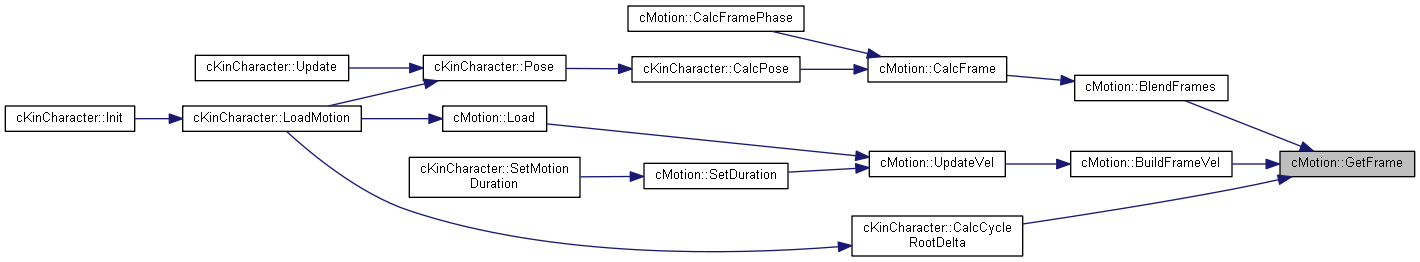 cMotion::CalcFramePhase
cKinCharacter::Update
cKinCharacter::Pose
cKinCharacter::CalcPose
cMotion::CalcFrame
cMotion::BlendFrames
cKinCharacter::Init
cKinCharacter::LoadMotion
cMotion::Load
cKinCharacter::SetMotion
Duration
cMotion::SetDuration
cMotion::UpdateVel
cMotion::BuildFrameVel
cMotion::GetFrame
cKinCharacter::CalcCycle
RootDelta